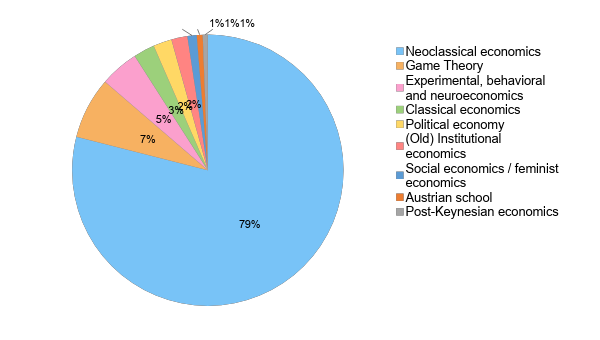 1%1%1%
2%
2%
3%
5%
7%
79%
Neoclassical economics
Game Theory
Experimental, behavioral
and neuroeconomics
Classical economics
Political economy
(Old) Institutional
economics
Social economics / feminist
economics
Austrian school
Post-Keynesian economics